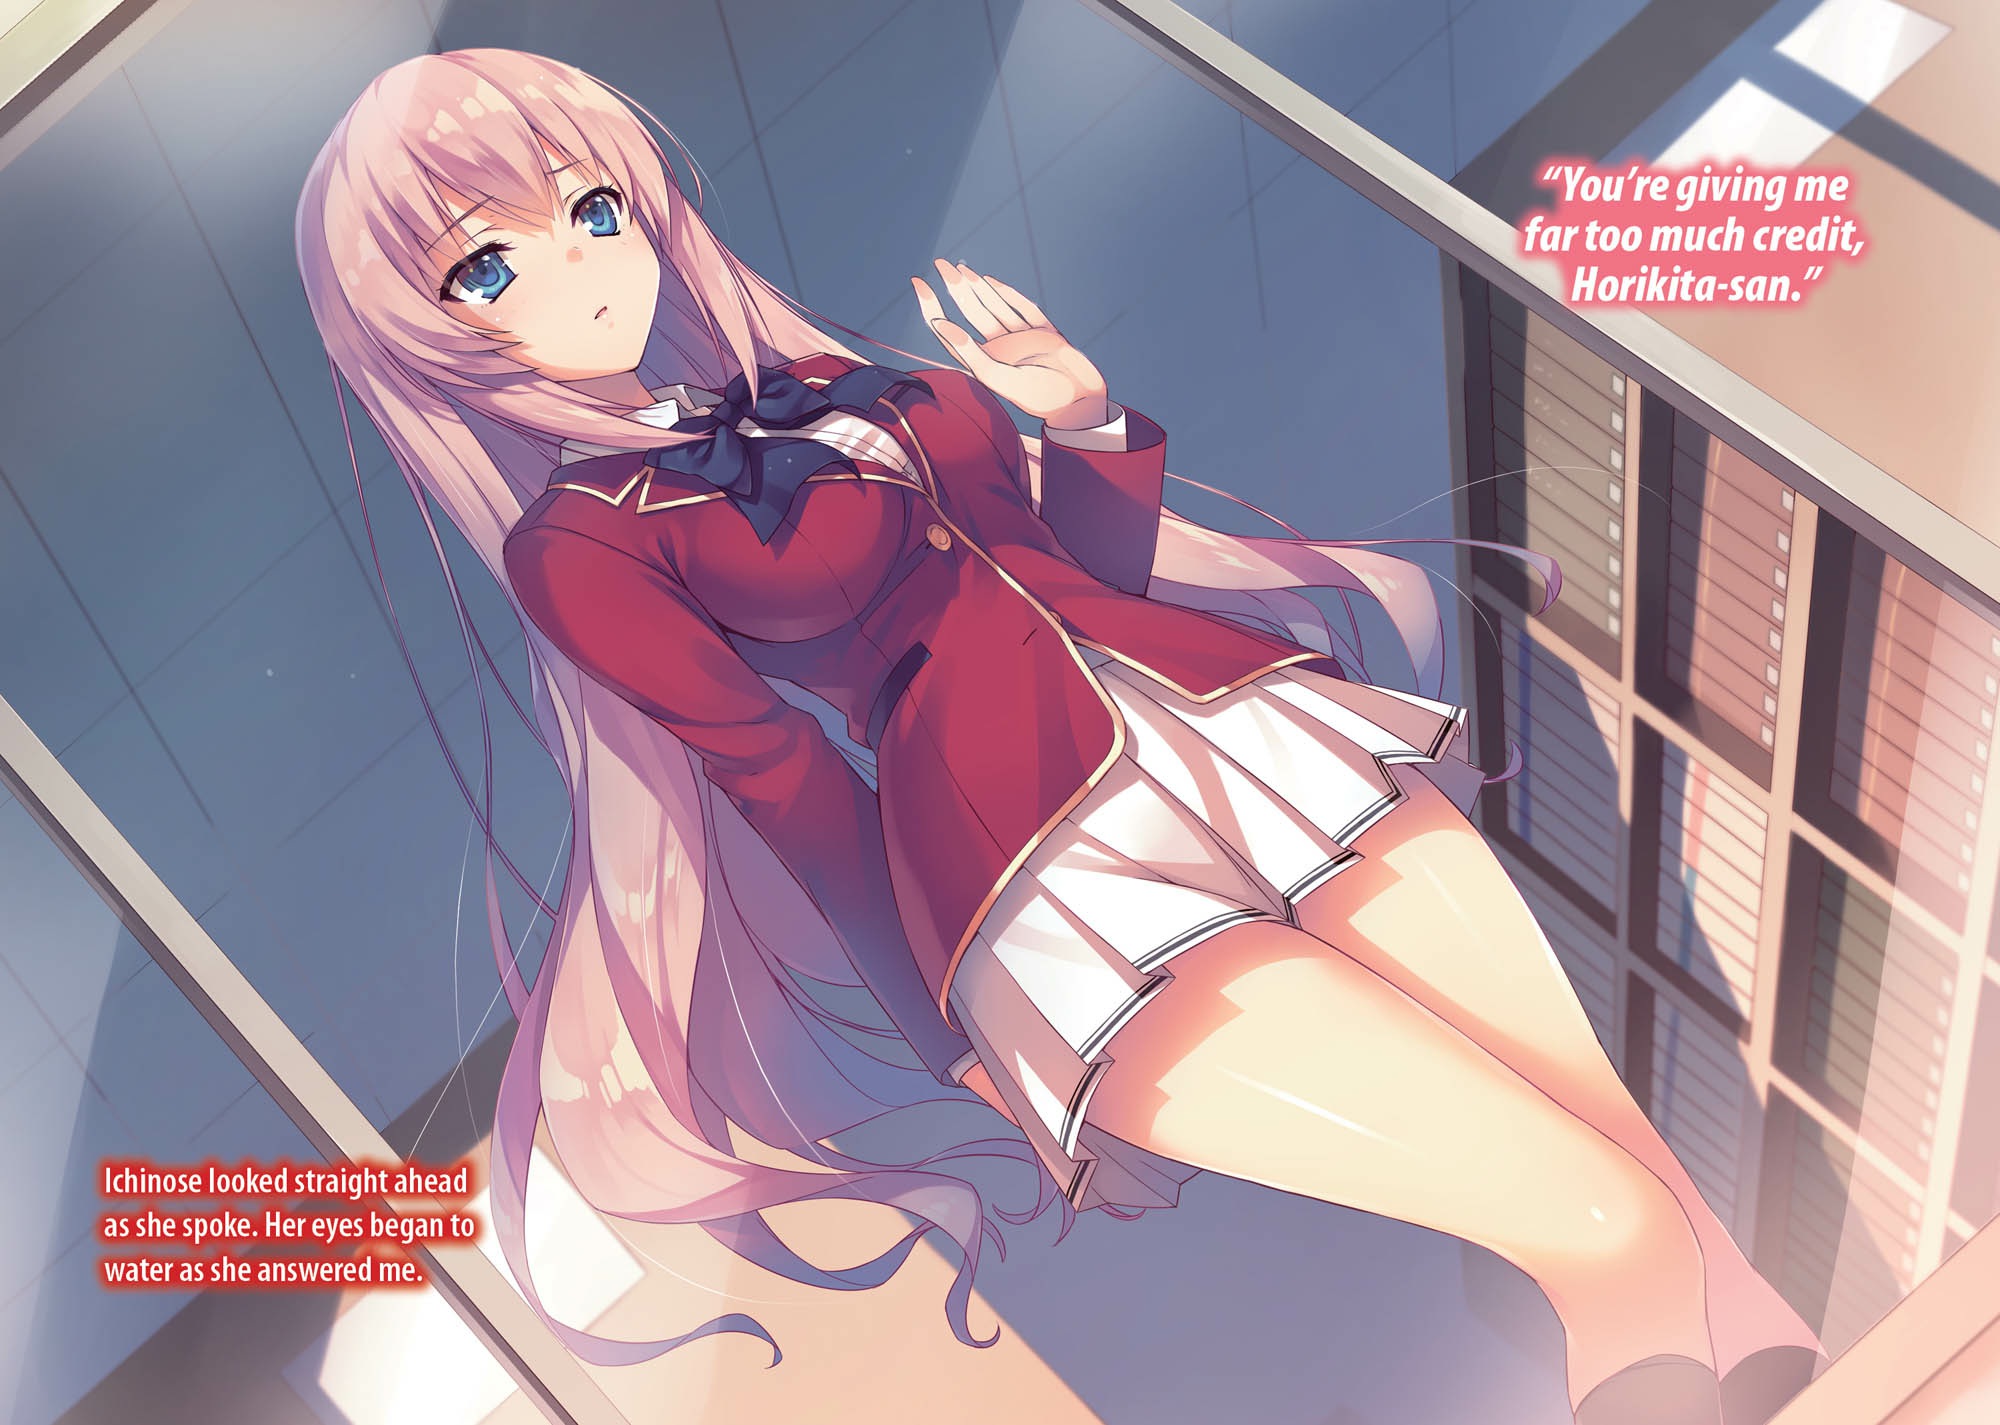 “You’re giving me
far too much credit,
Horikita-san.”
Ichinose looked straight ahead
as she spoke. Her eyes began to
water as she answered me.